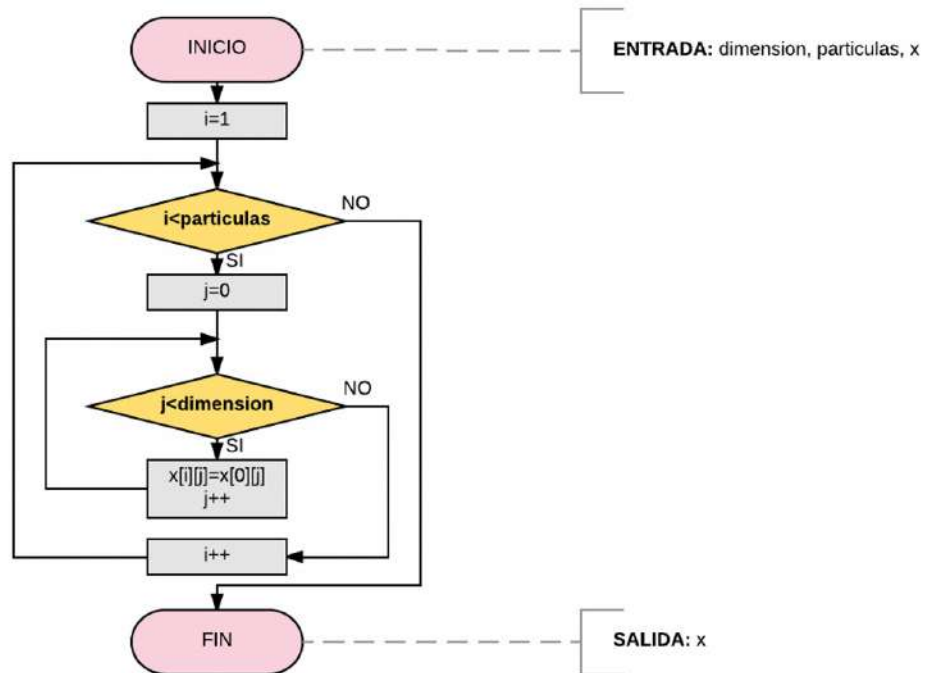 INICIO
ENTRADA: dimension, particulas, x
i=1
i<particulas
NO
SI
j=0
j<dimension
NO
SI
x[i][j]=x[0][j]
j++
i++
FIN
SALIDA: x